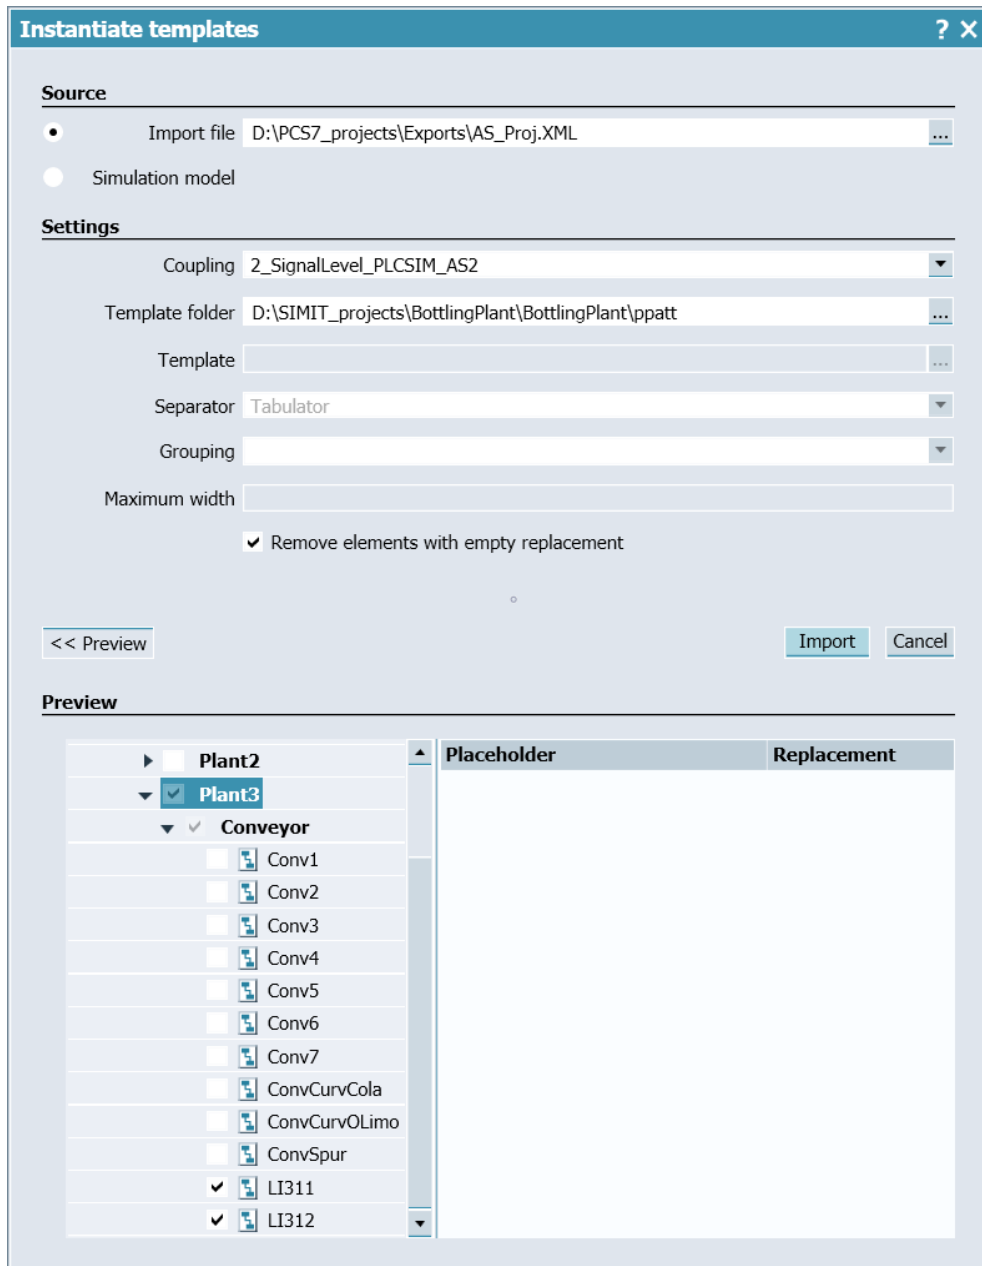 Instantiate templates ? X
Source
Import file D:\PCS7_projects\Exports\AS_Proj.XML ...
Simulation model
Settings
Coupling 2_SignalLevel_PLCSIM_AS2
Template folder D:\SIMIT_projects\BottlingPlant\BottlingPlant\ppatt ...
Template ...
Separator Tabulator
Grouping
Maximum width
Remove elements with empty replacement
<< Preview Import Cancel
Preview
Placeholder Replacement
Plant2
Plant3
Conveyor
Conv1
Conv2
Conv3
Conv4
Conv5
Conv6
Conv7
ConvCurvCola
ConvCurvOLimo
ConvSpur
LI311
LI312